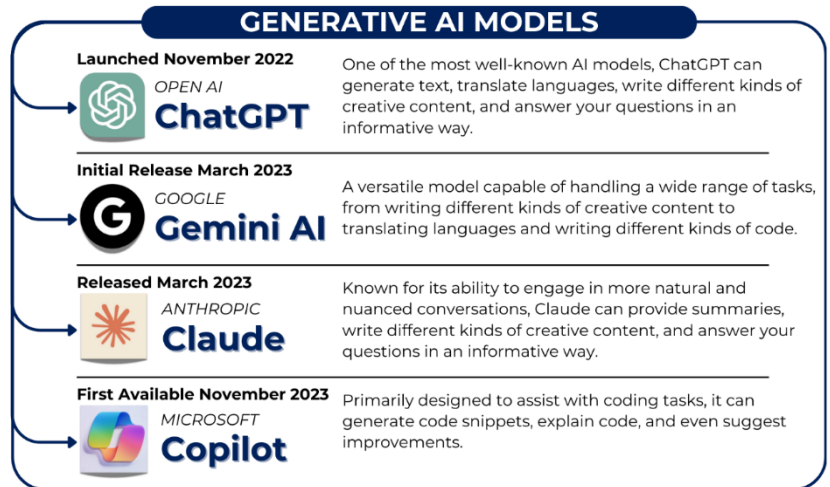 GENERATIVE AI MODELS
Launched November 2022
OPEN AI
ChatGPT
One of the most well-known AI models, ChatGPT can
generate text, translate languages, write different kinds of
creative content, and answer your questions in an
informative way.
Initial Release March 2023
G
GOOGLE
Gemini AI
A versatile model capable of handling a wide range of tasks,
from writing different kinds of creative content to
translating languages and writing different kinds of code.
Released March 2023
ANTHROPIC
Claude
Known for its ability to engage in more natural and
nuanced conversations, Claude can provide summaries,
write different kinds of creative content, and answer your
questions in an informative way.
First Available November 2023
MICROSOFT
Copilot
Primarily designed to assist with coding tasks, it can
generate code snippets, explain code, and even suggest
improvements.